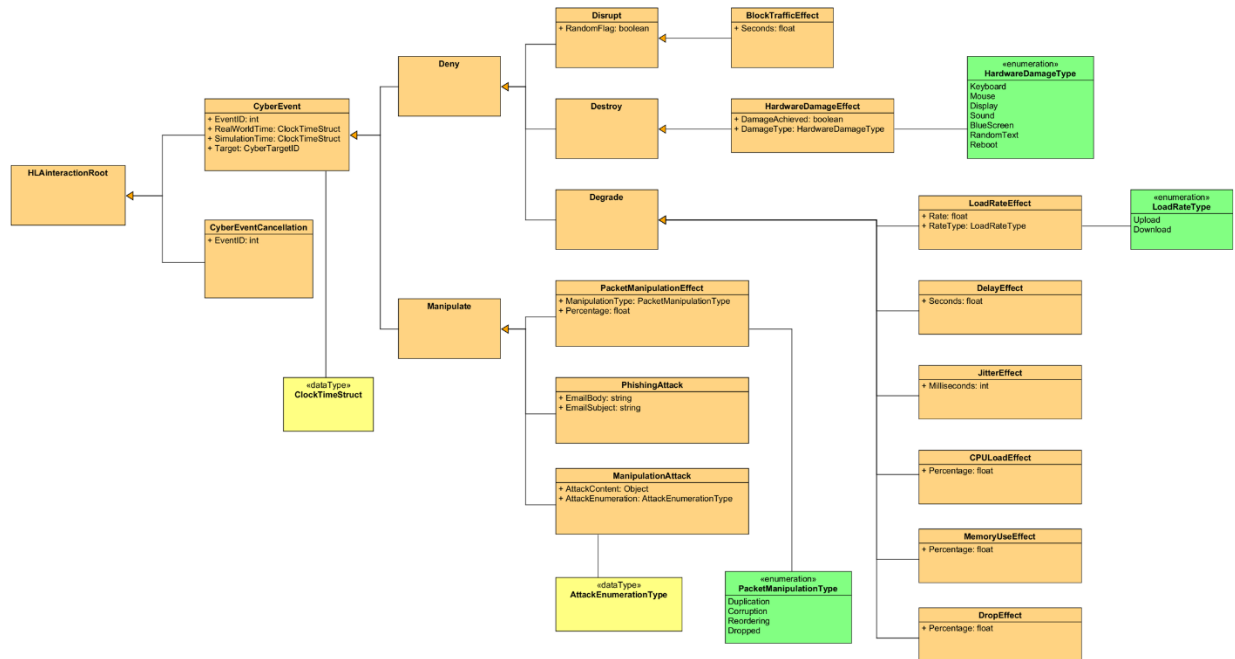 Disrupt
+ RandomFlag: boolean
BlockTrafficEffect
+ Seconds: float
Deny
«enumeration»
HardwareDamageType
Keyboard
Mouse
Display
Sound
BlueScreen
RandomText
Reboot
CyberEvent
+ EventID: int
+ RealWorldTime: ClockTimeStruct
+ SimulationTime: ClockTimeStruct
+ Target: CyberTargetID
Destroy
HardwareDamageEffect
+ DamageAchieved: boolean
+ DamageType: HardwareDamageType
HLAinteractionRoot
Degrade
LoadRateEffect
+ Rate: float
+ RateType: LoadRateType
«enumeration»
LoadRateType
Upload
Download
CyberEventCancellation
+ EventID: int
PacketManipulationEffect
+ ManipulationType: PacketManipulationType
+ Percentage: float
DelayEffect
+ Seconds: float
Manipulate
«dataType»
ClockTimeStruct
PhishingAttack
+ EmailBody: string
+ EmailSubject: string
JitterEffect
+ Milliseconds: int
ManipulationAttack
+ AttackContent: Object
+ AttackEnumeration: AttackEnumerationType
CPULoadEffect
+ Percentage: float
«dataType»
AttackEnumerationType
«enumeration»
PacketManipulationType
Duplication
Corruption
Reordering
Dropped
MemoryUseEffect
+ Percentage: float
DropEffect
+ Percentage: float